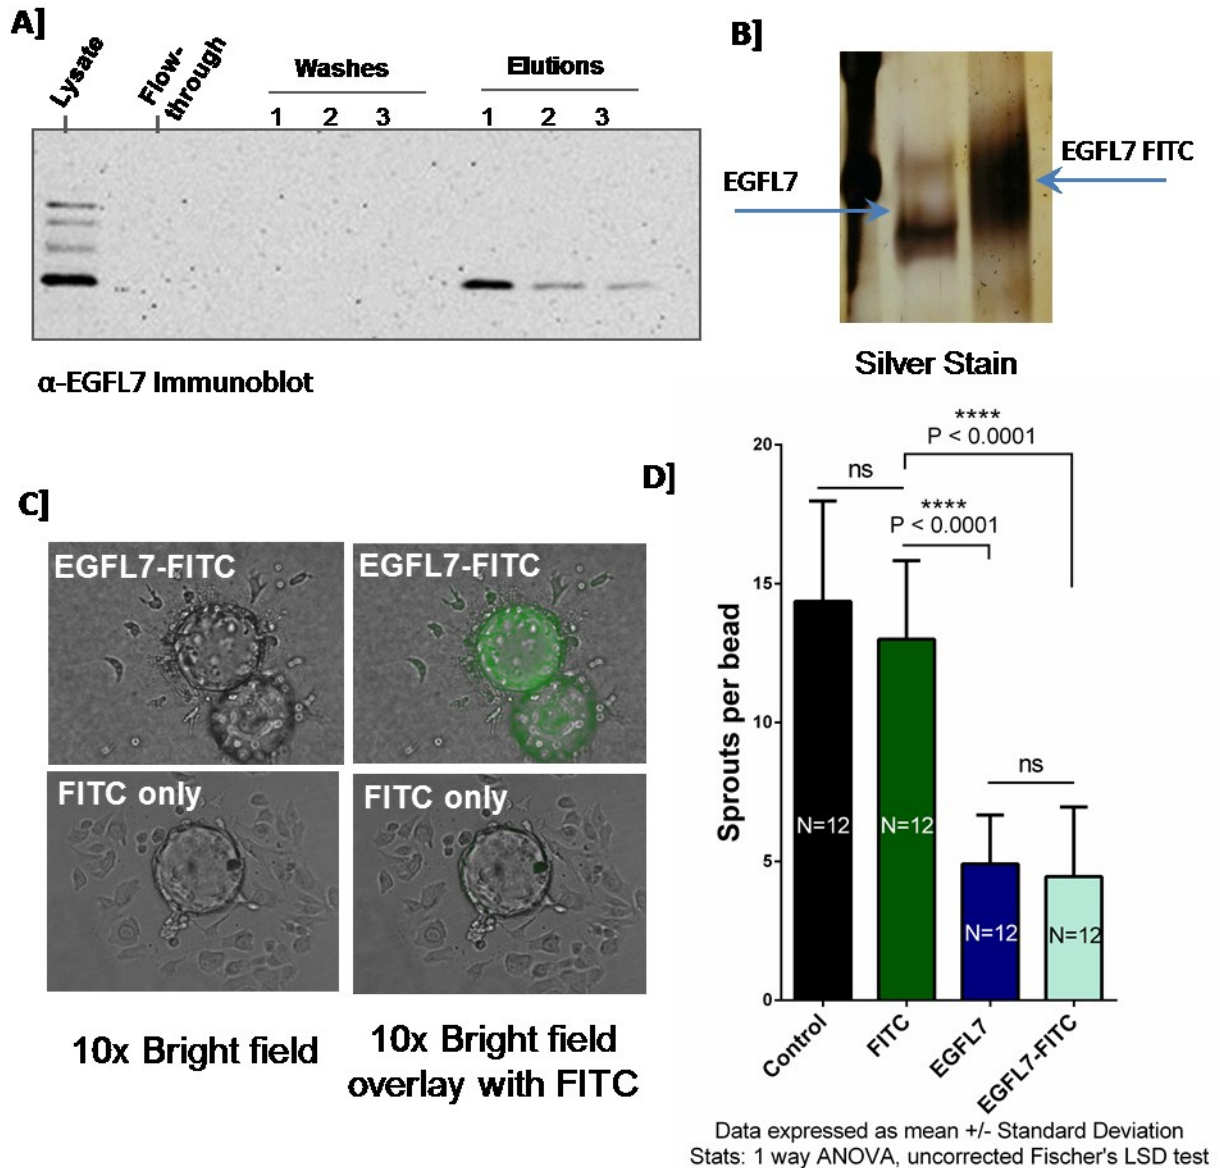 A]
Lysate
Flow-
through
Washes
1 2 3
Elutions
1 2 3
α-EGFL7 Immunoblot
B]
EGFL7
EGFL7 FITC
Silver Stain
C]
EGFL7-FITC
EGFL7-FITC
FITC only
FITC only
10x Bright field
10x Bright field
overlay with FITC
D]
****
P < 0.0001
ns
****
P < 0.0001
ns
Sprouts per bead
20
15
10
5
0
N=12
N=12
N=12
N=12
Control
FITC
EGFL7
EGFL7-FITC
Data expressed as mean +/- Standard Deviation
Stats: 1 way ANOVA, uncorrected Fischer's LSD test